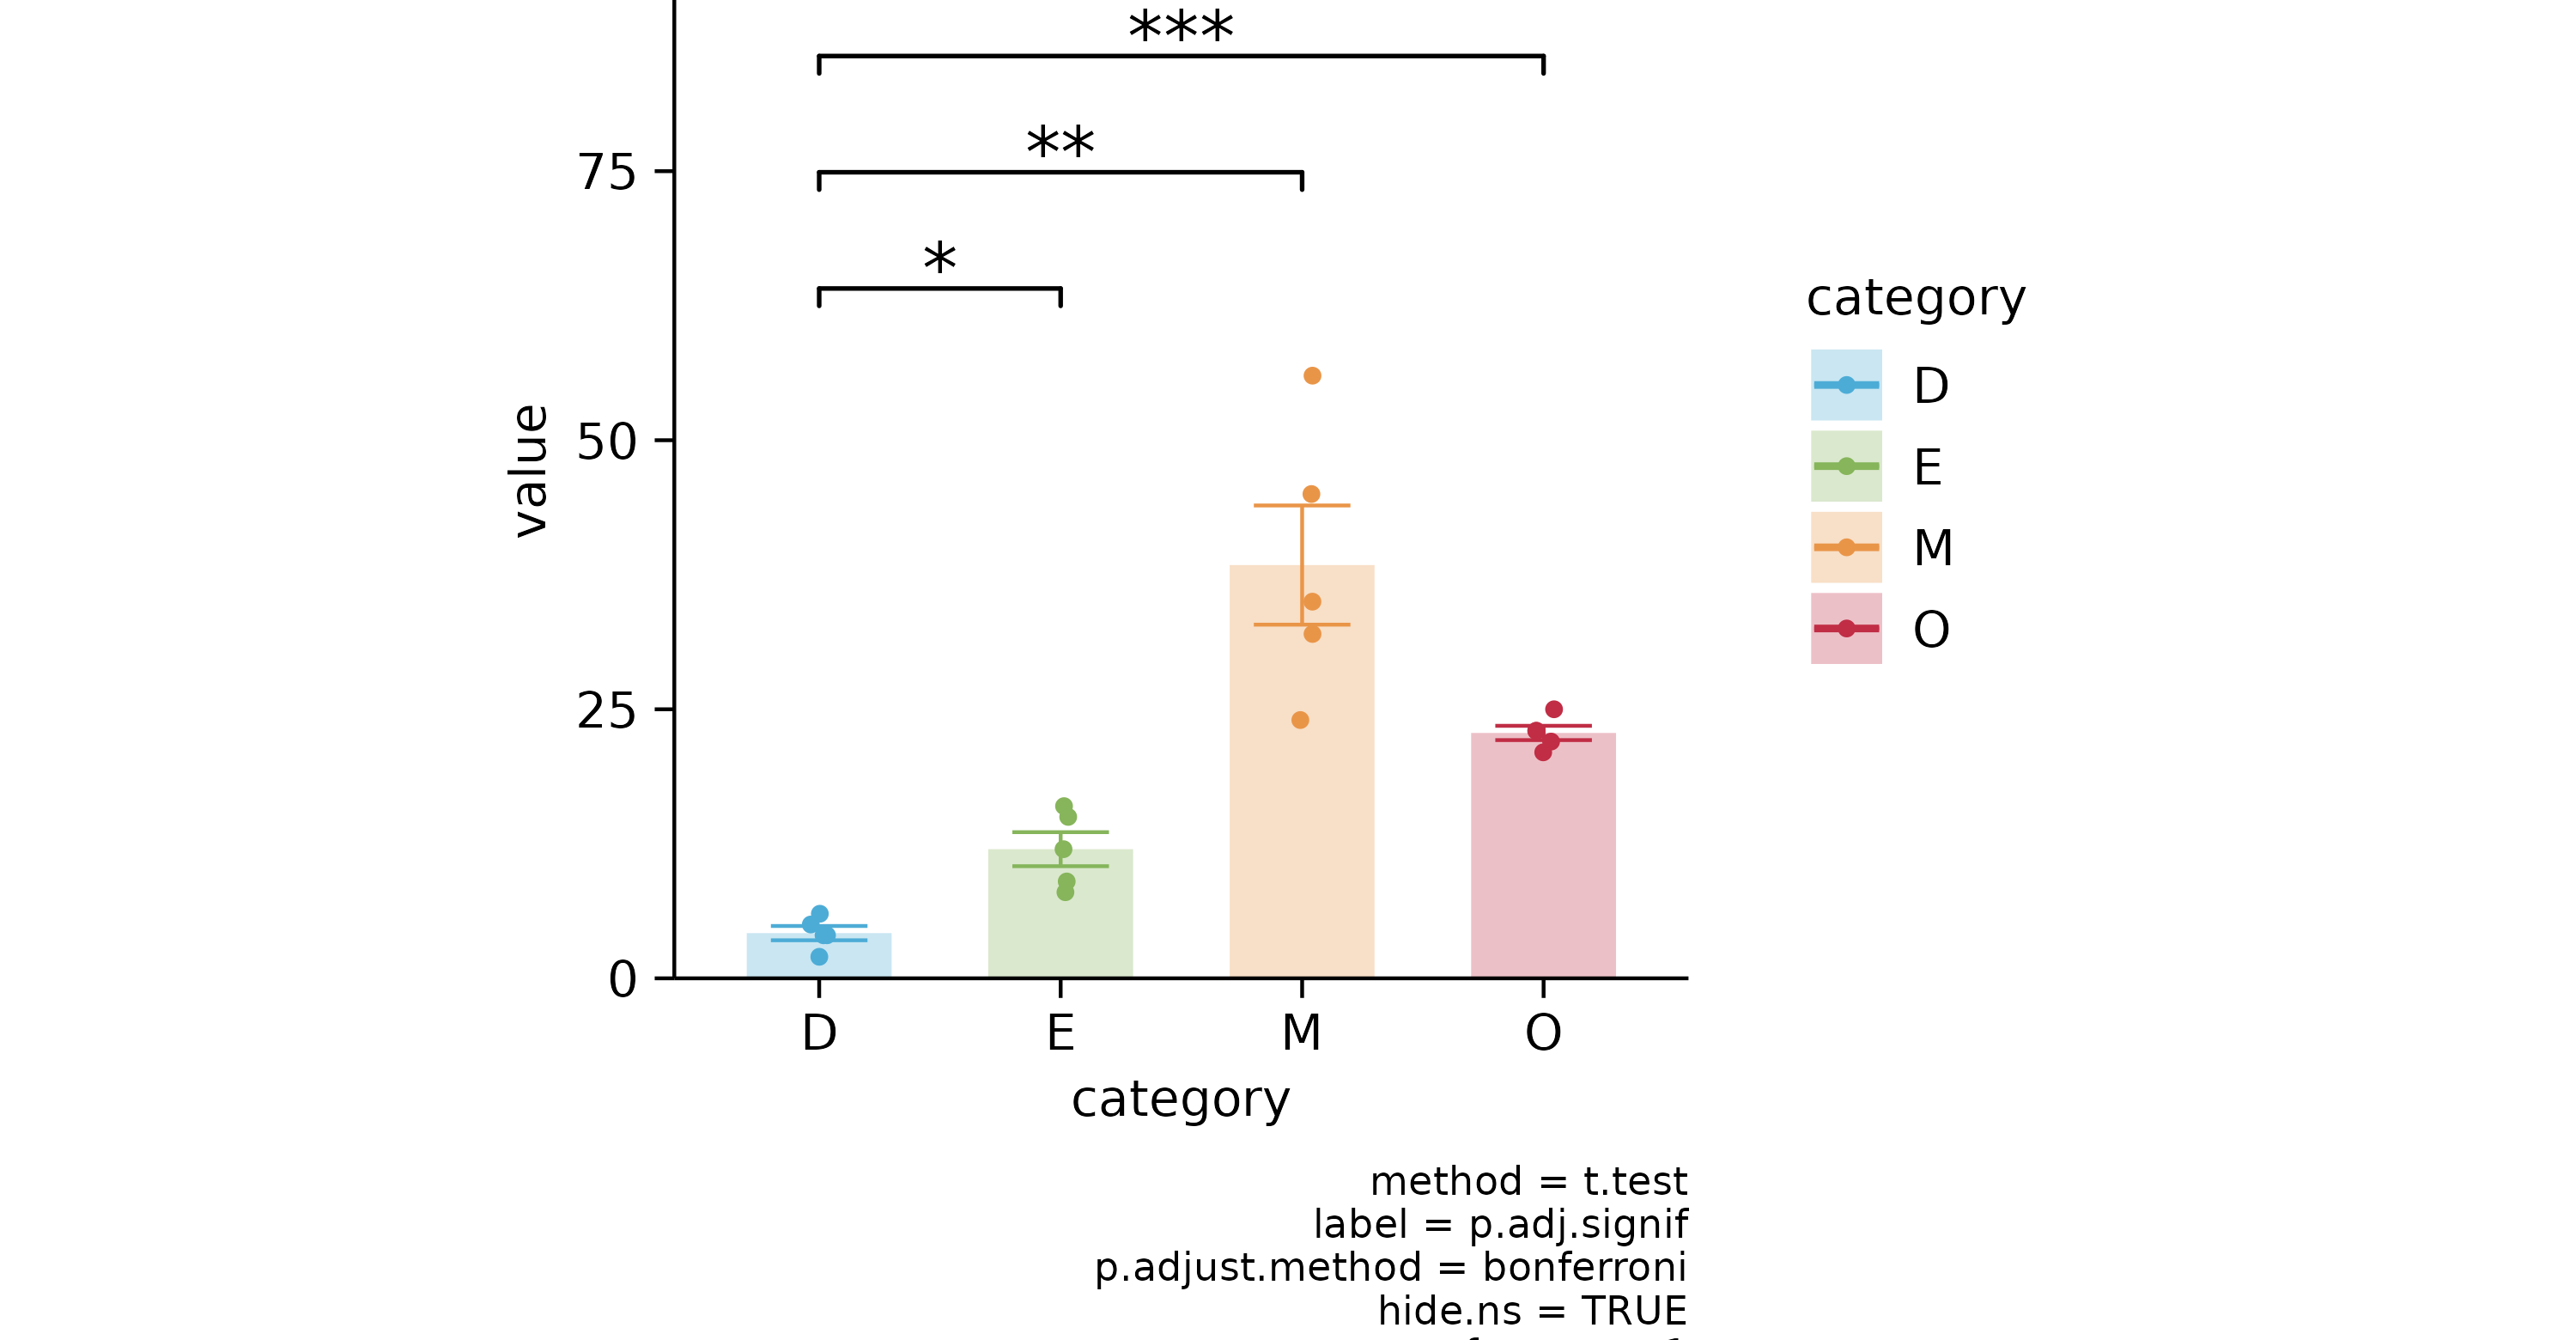 ***
75
**
*
category
D
50
E
value
M
25
O
0
D E M O
category
method = t.test
label = p.adj.signif
p.adjust.method = bonferroni
hide.ns = TRUE